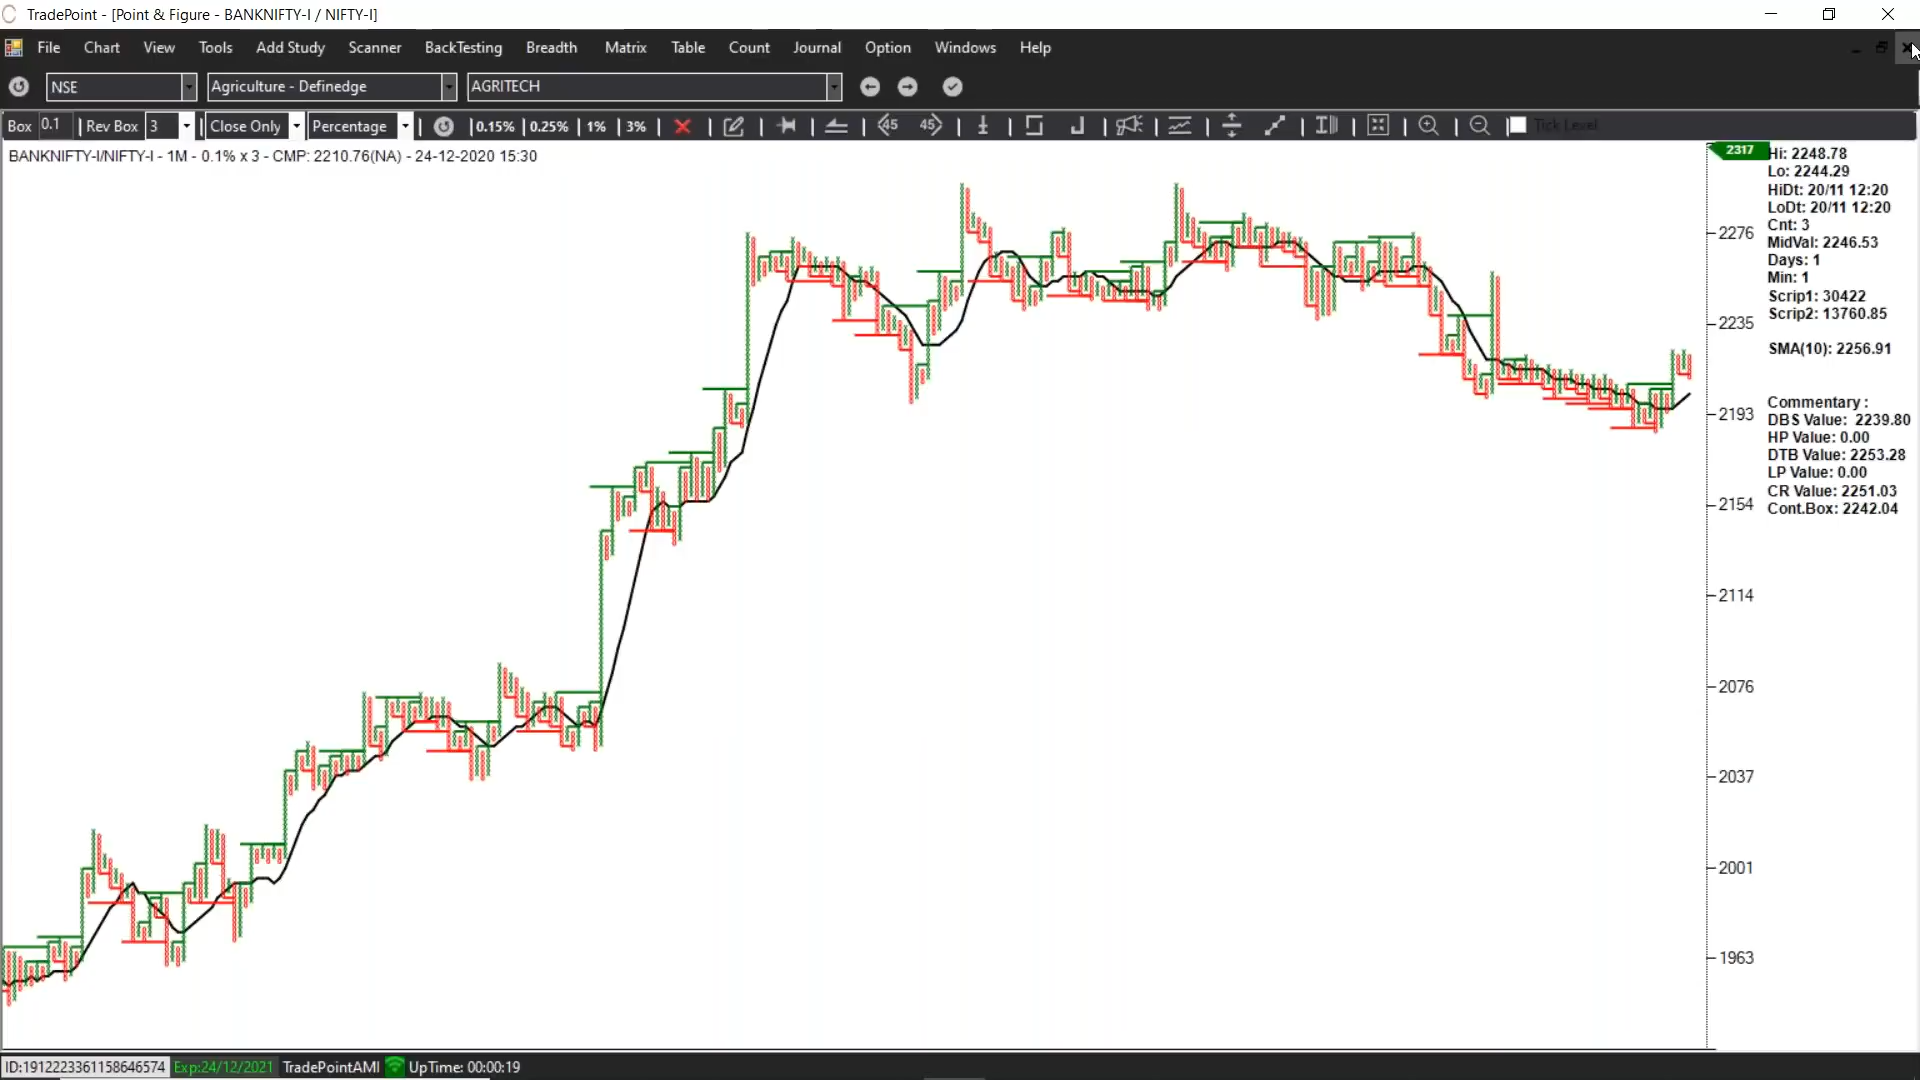 TradePoint - [Point & Figure - BANKNIFTY-I / NIFTY-I]
File Chart View Tools Add Study Scanner BackTesting Breadth Matrix Table Count Journal Option Windows Help
NSE Agriculture - Definedge AGRITECH
Box 0.1 Rev Box 3 Close Only Percentage 0.15% 0.25% 1% 3% 45 45 Tick Level
BANKNIFTY-I/NIFTY-I - 1M - 0.1% x 3 - CMP: 2210.76(NA) - 24-12-2020 15:30
2317
2276
2235
2193
2154
2114
2076
2037
2001
1963
Hi: 2248.78
Lo: 2244.29
HiDt: 20/11 12:20
LoDt: 20/11 12:20
Cnt: 3
MidVal: 2246.53
Days: 1
Min: 1
Scrip1: 30422
Scrip2: 13760.85
SMA(10): 2256.91
Commentary :
DBS Value: 2239.80
HP Value: 0.00
DTB Value: 2253.28
LP Value: 0.00
CR Value: 2251.03
Cont.Box: 2242.04
ID:1912223361158646574 Exp:24/12/2021 TradePointAMI UpTime: 00:00:19